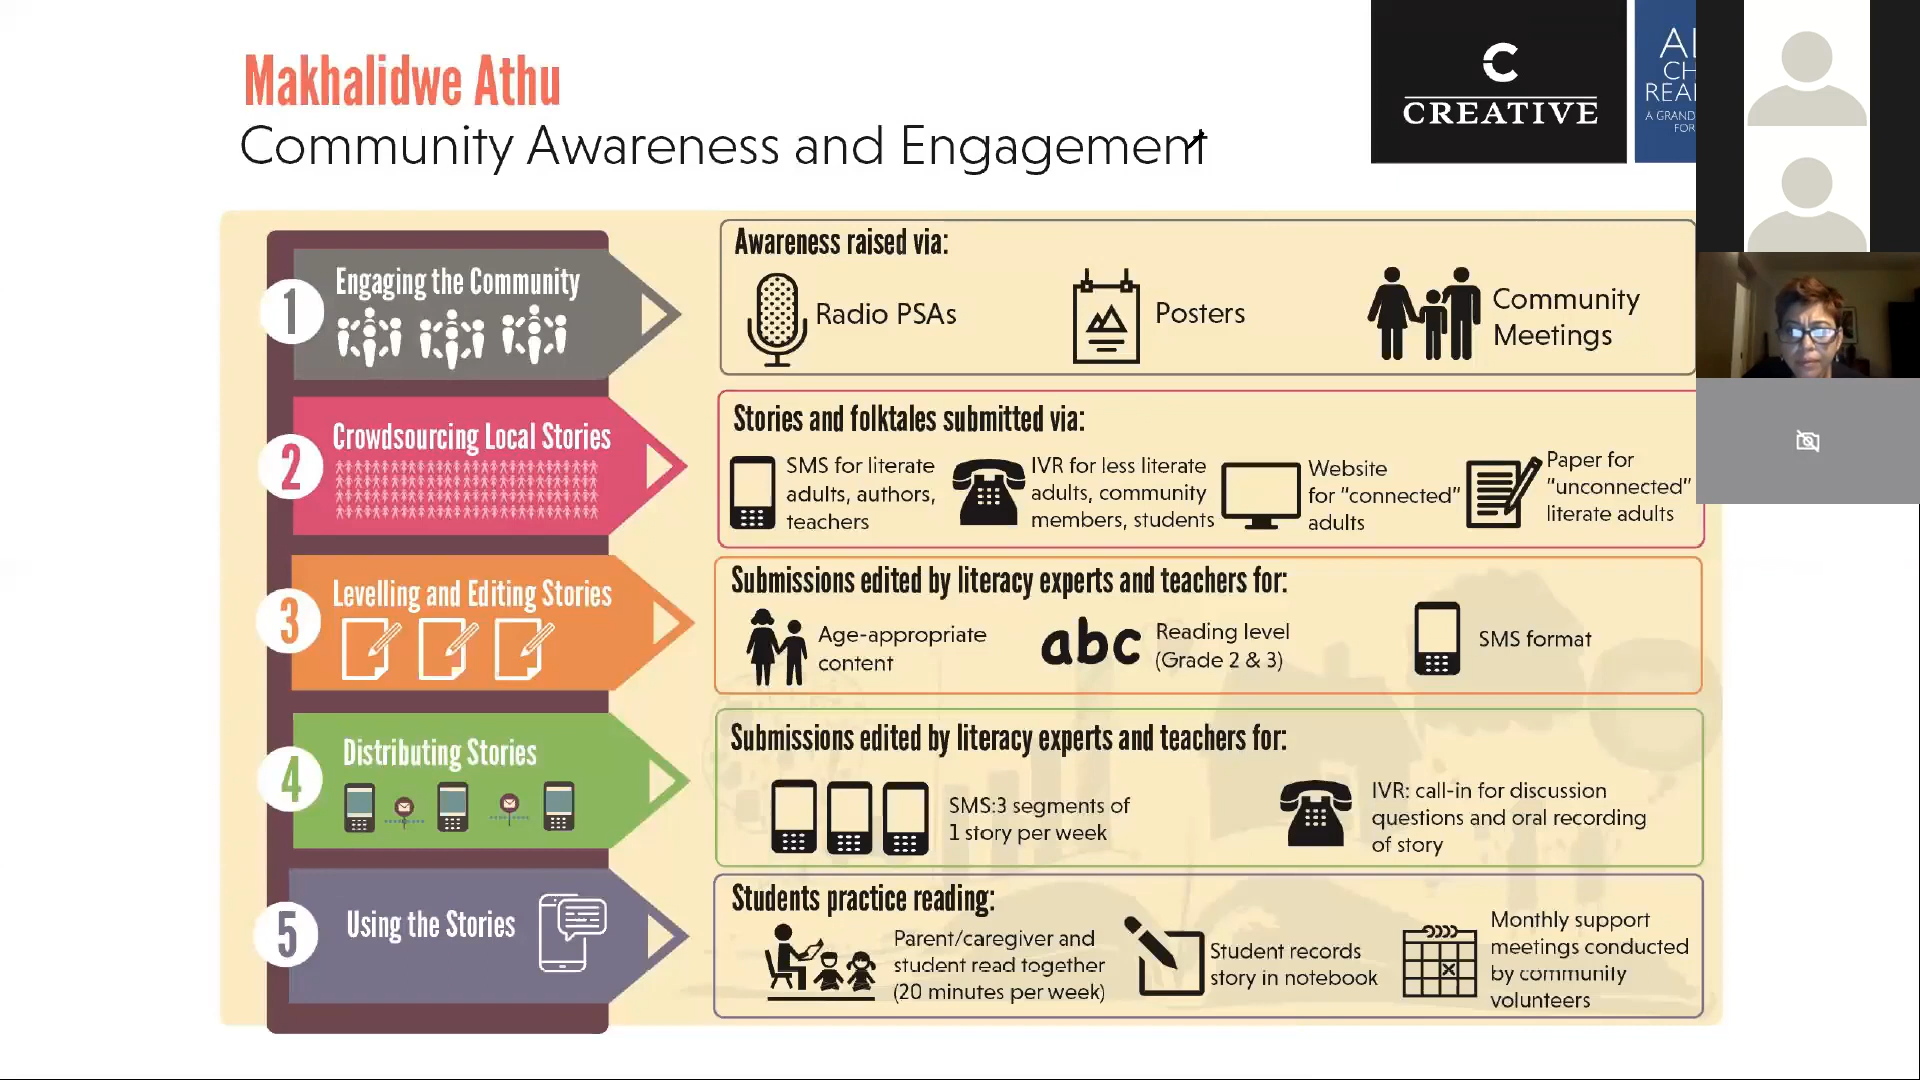 Makhalidwe Athu
Community Awareness and Engagement
CREATIVE
A GRAND
FOR
1
Engaging the Community
Awareness raised via:
Radio PSAs
Posters
Community
Meetings
2
Crowdsourcing Local Stories
Stories and folktales submitted via:
SMS for literate
adults, authors,
teachers
IVR for less literate
adults, community
members, students
Website
for "connected"
adults
Paper for
"unconnected"
literate adults
3
Levelling and Editing Stories
Submissions edited by literacy experts and teachers for:
Age-appropriate
content
abc
Reading level
(Grade 2 & 3)
SMS format
4
Distributing Stories
Submissions edited by literacy experts and teachers for:
SMS:3 segments of
1 story per week
IVR: call-in for discussion
questions and oral recording
of story
5
Using the Stories
Students practice reading:
Parent/caregiver and
student read together
(20 minutes per week)
Student records
story in notebook
Monthly support
meetings conducted
by community
volunteers